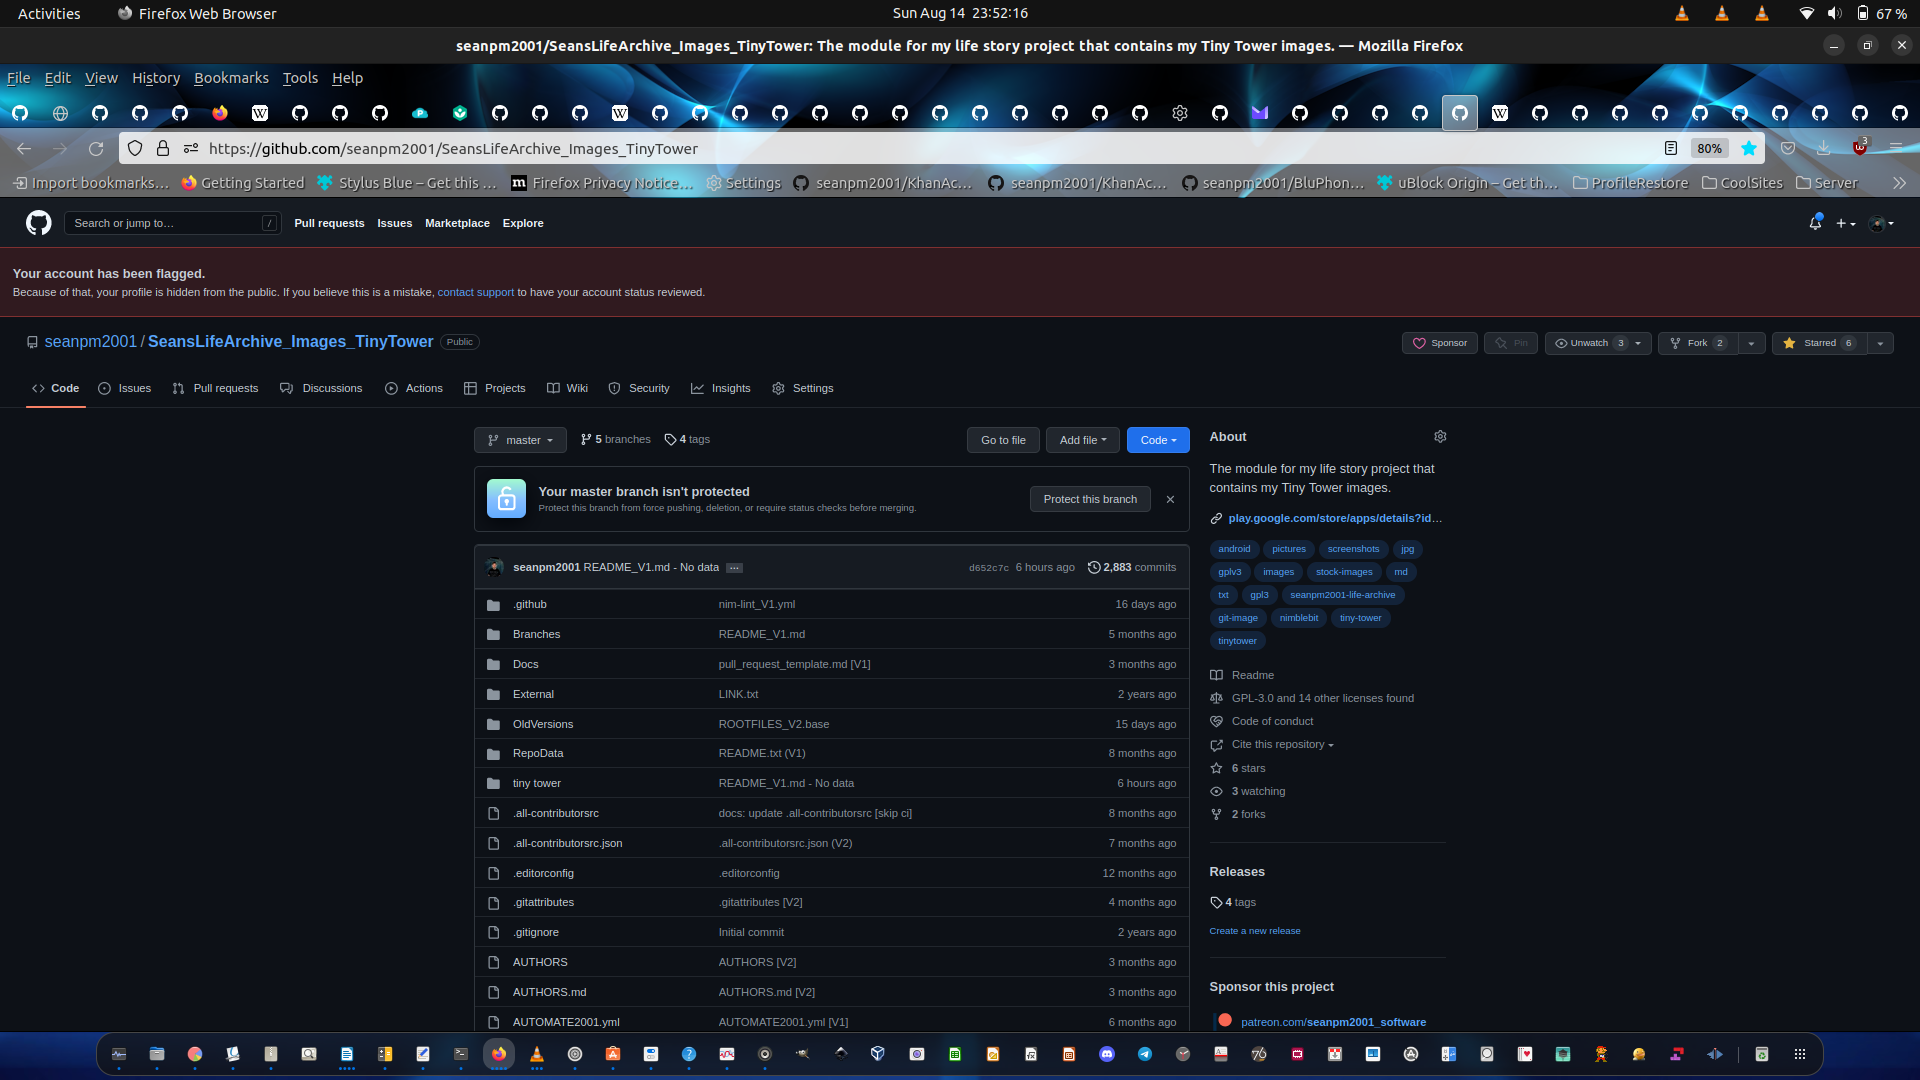 Activities Firefox Web Browser Sun Aug 14 23:52:16 67 %
seanpm2001/SeansLifeArchive_Images_TinyTower: The module for my life story project that contains my Tiny Tower images. — Mozilla Firefox
File Edit View History Bookmarks Tools Help
https://github.com/seanpm2001/SeansLifeArchive_Images_TinyTower 80% 3
Import bookmarks… Getting Started Stylus Blue – Get this … Firefox Privacy Notice… Settings seanpm2001/KhanAc… seanpm2001/KhanAc… seanpm2001/BluPhon… uBlock Origin – Get th… ProfileRestore CoolSites Server
Search or jump to… / Pull requests Issues Marketplace Explore
Your account has been flagged.
Because of that, your profile is hidden from the public. If you believe this is a mistake, contact support to have your account status reviewed.
seanpm2001 / SeansLifeArchive_Images_TinyTower Public Sponsor Pin Unwatch 3 Fork 2 Starred 6
Code Issues Pull requests Discussions Actions Projects Wiki Security Insights Settings
master 5 branches 4 tags Go to file Add file Code
Your master branch isn't protected
Protect this branch from force pushing, deletion, or require status checks before merging.
Protect this branch
seanpm2001 README_V1.md - No data … d652c7c 6 hours ago 2,883 commits
.github nim-lint_V1.yml 16 days ago
Branches README_V1.md 5 months ago
Docs pull_request_template.md [V1] 3 months ago
External LINK.txt 2 years ago
OldVersions ROOTFILES_V2.base 15 days ago
RepoData README.txt (V1) 8 months ago
tiny tower README_V1.md - No data 6 hours ago
.all-contributorsrc docs: update .all-contributorsrc [skip ci] 8 months ago
.all-contributorsrc.json .all-contributorsrc.json (V2) 7 months ago
.editorconfig .editorconfig 12 months ago
.gitattributes .gitattributes [V2] 4 months ago
.gitignore Initial commit 2 years ago
AUTHORS AUTHORS [V2] 3 months ago
AUTHORS.md AUTHORS.md [V2] 3 months ago
AUTOMATE2001.yml AUTOMATE2001.yml [V1] 6 months ago
About
The module for my life story project that
contains my Tiny Tower images.
play.google.com/store/apps/details?id…
android pictures screenshots jpg
gplv3 images stock-images md
txt gpl3 seanpm2001-life-archive
git-image nimblebit tiny-tower
tinytower
Readme
GPL-3.0 and 14 other licenses found
Code of conduct
Cite this repository
6 stars
3 watching
2 forks
Releases
4 tags
Create a new release
Sponsor this project
patreon.com/seanpm2001_software